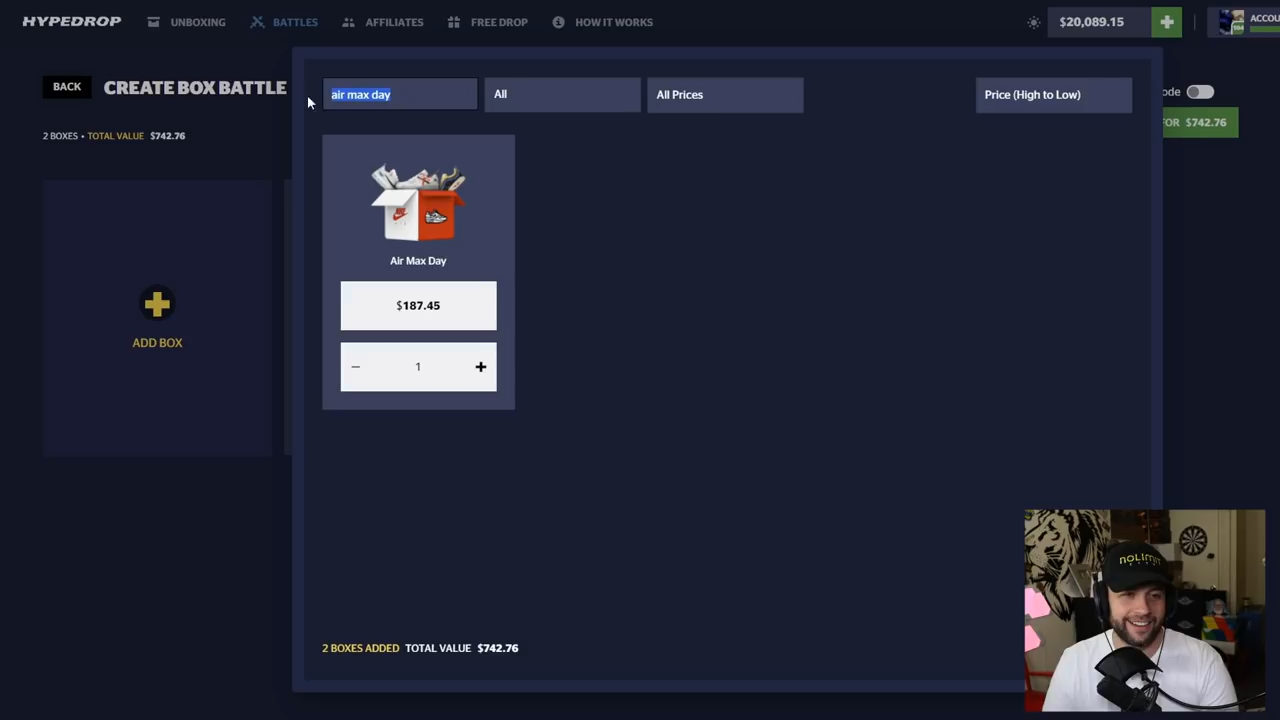 HYPEDROP
UNBOXING
BATTLES
AFFILIATES
FREE DROP
HOW IT WORKS
$20,089.15
ACCOU
BACK
CREATE BOX BATTLE
ode
2 BOXES • TOTAL VALUE $742.76
FOR $742.76
air max day
All
All Prices
Price (High to Low)
Air Max Day
$187.45
− 1 +
ADD BOX
2 BOXES ADDED TOTAL VALUE $742.76
NOLIMIT